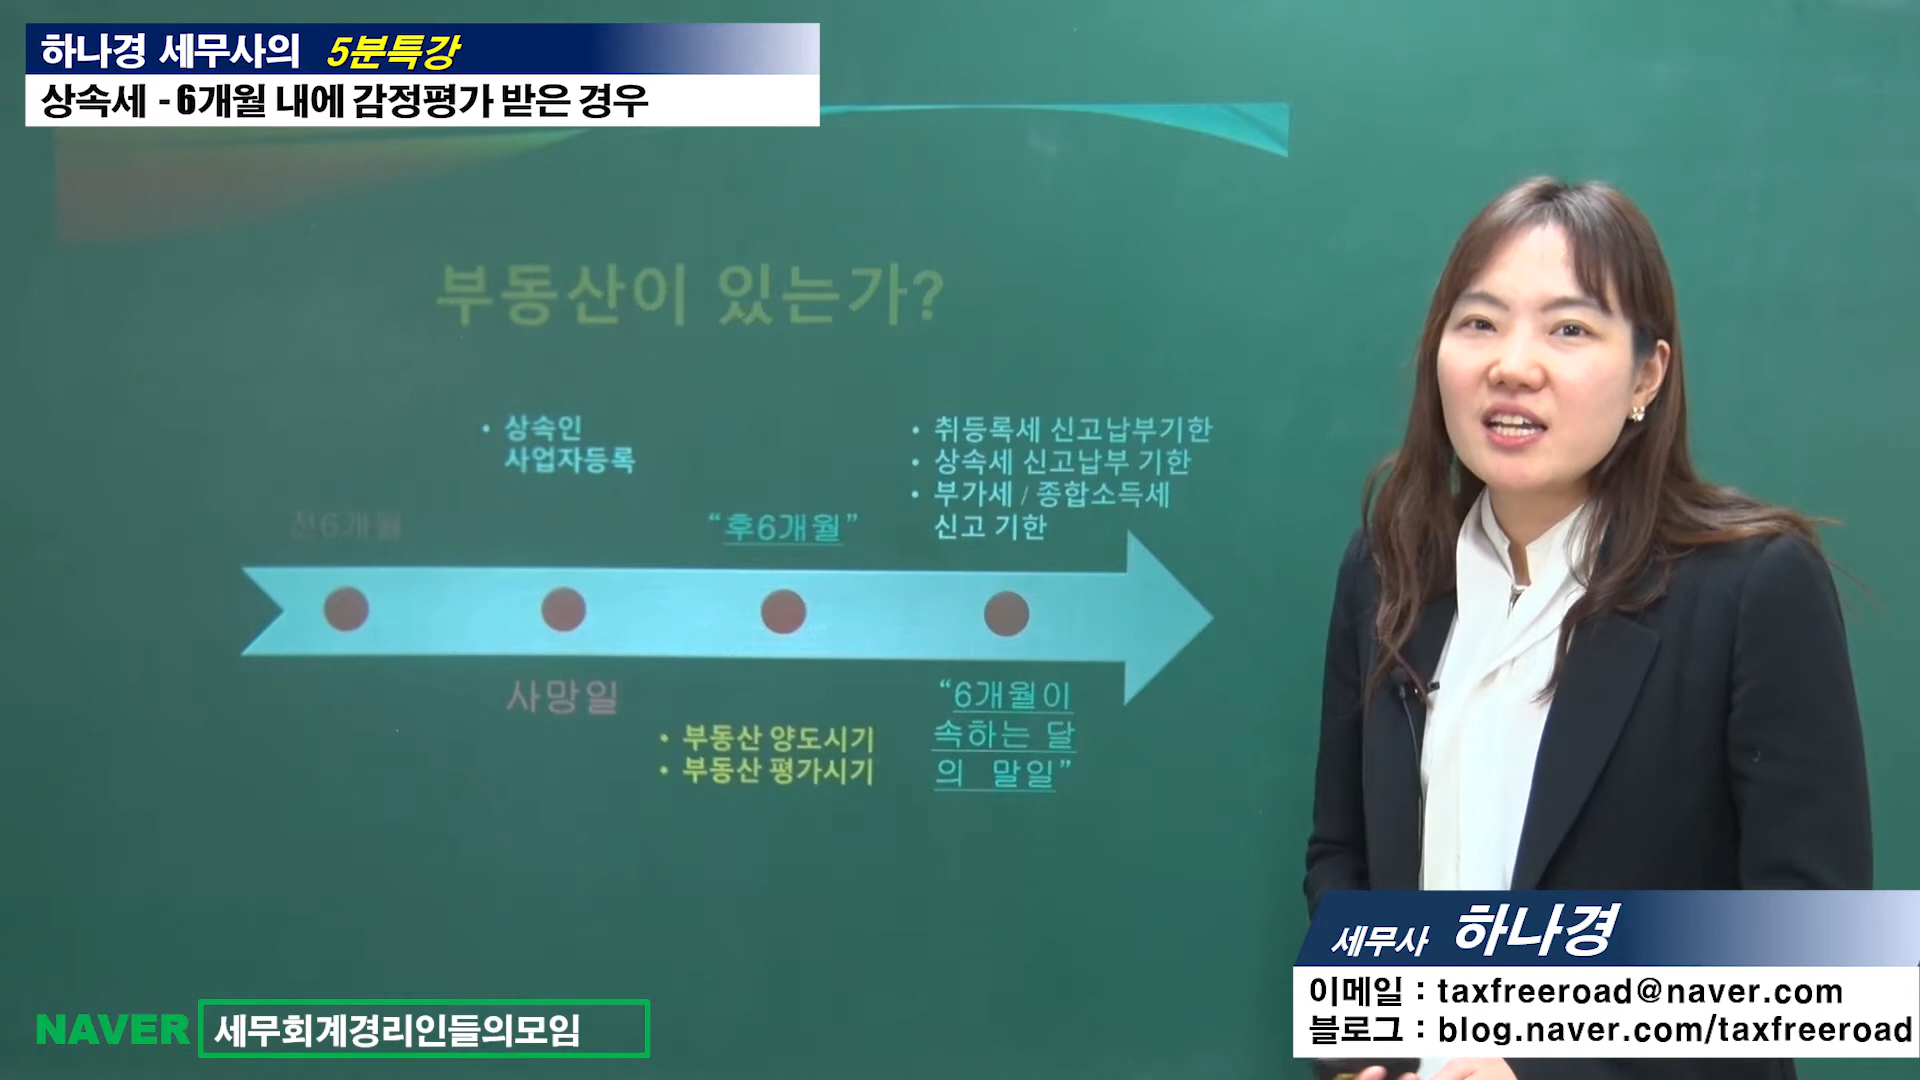 하나경 세무사의 5분특강
상속세 - 6개월 내에 감정평가 받은 경우
부동산이 있는가?
• 상속인
사업자등록
• 취등록세 신고납부기한
• 상속세 신고납부 기한
• 부가세 / 종합소득세
신고 기한
전6개월
“후6개월”
사망일
• 부동산 양도시기
• 부동산 평가시기
“6개월이
속하는 달
의 말일”
세무사 하나경
이메일 : taxfreeroad@naver.com
블로그 : blog.naver.com/taxfreeroad
NAVER 세무회계경리인들의모임